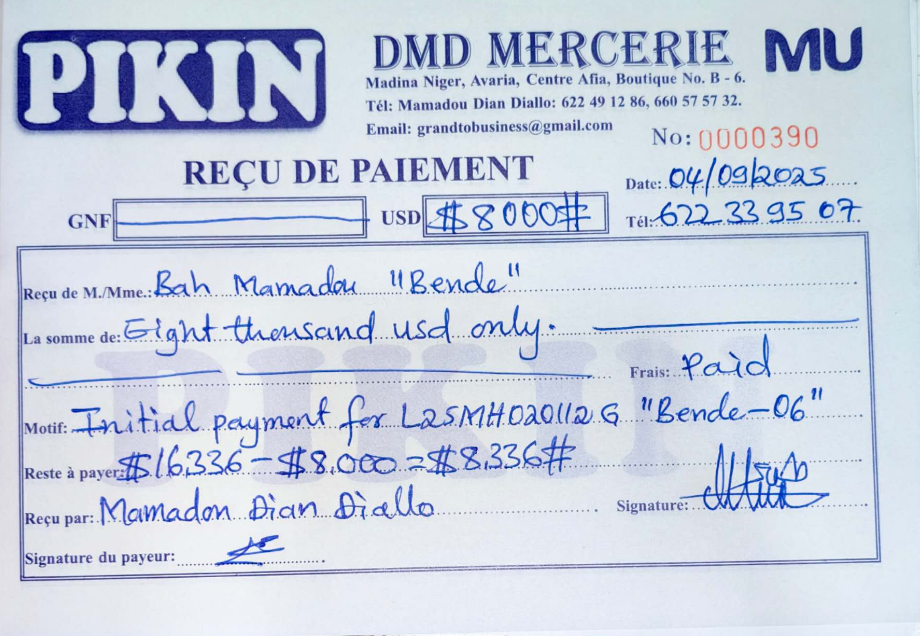 PIKIN
DMD MERCERIE
MU
Madina Niger, Avaria, Centre Afia, Boutique No. B - 6.
Tél: Mamadou Dian Diallo: 622 49 12 86, 660 57 57 32.
Email: grandtobusiness@gmail.com
No: 0000390
REÇU DE PAIEMENT
Date: 04/09/2025
GNF
USD $8000#
Tél: 622 33 95 07
Reçu de M./Mme.: Bah Mamadou "Bende"
La somme de: Eight thousand usd only.
Frais: Paid
Motif: Initial payment for L25MH020112G "Bende-06"
Reste à payer: $16,336 - $8,000 = $8,336#
Reçu par: Mamadou Dian Diallo
Signature:
Signature du payeur:
PIKIN